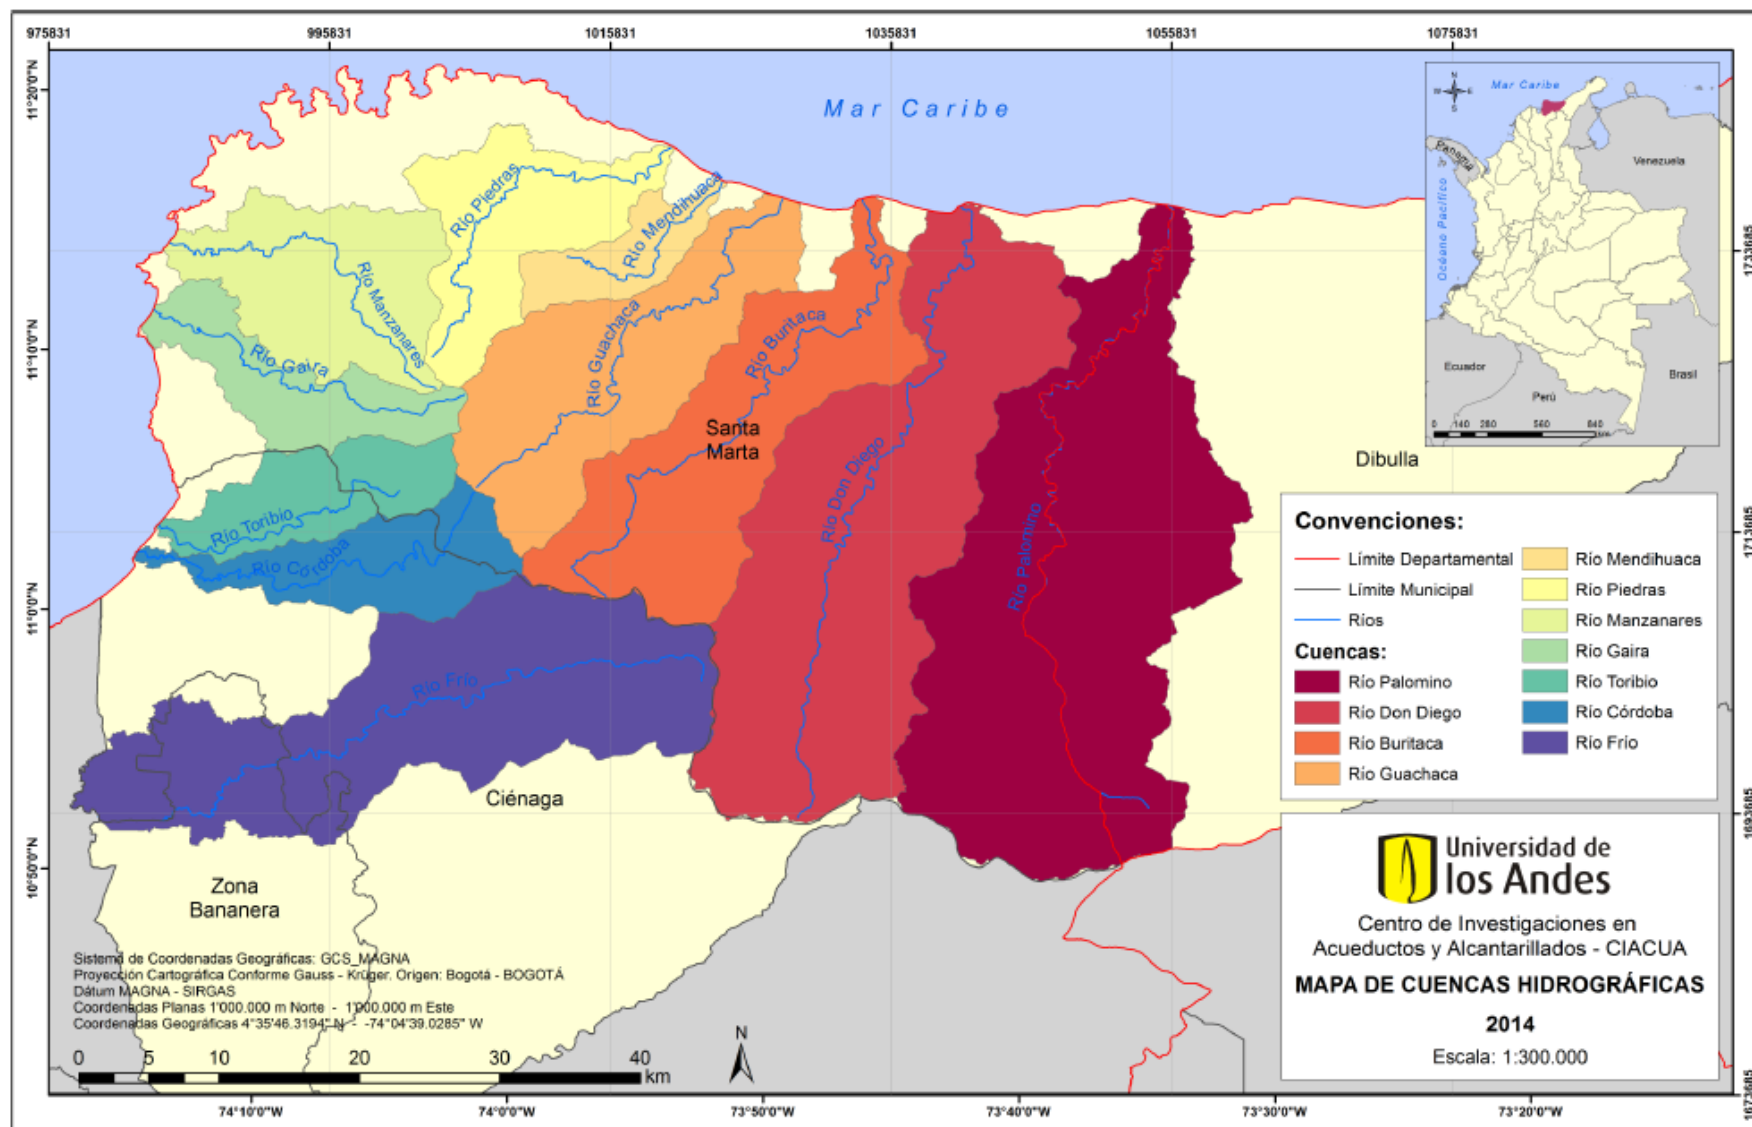 975831
995831
1015831
1035831
1055831
1075831
11°20'0"N
11°10'0"N
11°0'0"N
10°50'0"N
1733685
1713685
1693685
1673685
Mar Caribe
Río Piedras
Río Mendihuaca
Río Manzanares
Río Gaira
Río Guachaca
Río Buritaca
Santa
Marta
Río Don Diego
Río Palomino
Río Toribio
Río Córdoba
Río Frío
Ciénaga
Zona
Bananera
Dibulla
N
W
E
S
Mar Caribe
Panamá
Venezuela
Océano Pacífico
Ecuador
Perú
Brasil
0 140 280 560 840
Convenciones:
Límite Departamental
Límite Municipal
Ríos
Cuencas:
Río Palomino
Río Don Diego
Río Buritaca
Río Guachaca
Río Mendihuaca
Río Piedras
Río Manzanares
Río Gaira
Río Toribio
Río Córdoba
Río Frío
Universidad de
los Andes
Centro de Investigaciones en
Acueductos y Alcantarillados - CIACUA
MAPA DE CUENCAS HIDROGRÁFICAS
2014
Escala: 1:300.000
Sistema de Coordenadas Geográficas: GCS_MAGNA
Proyección Cartográfica Conforme Gauss - Krüger. Origen: Bogotá - BOGOTÁ
Dátum MAGNA - SIRGAS
Coordenadas Planas 1'000.000 m Norte - 1'000.000 m Este
Coordenadas Geográficas 4°35'46.3194" N - -74°04'39.0285" W
0 5 10 20 30 40
km
N
74°10'0"W
74°0'0"W
73°50'0"W
73°40'0"W
73°30'0"W
73°20'0"W